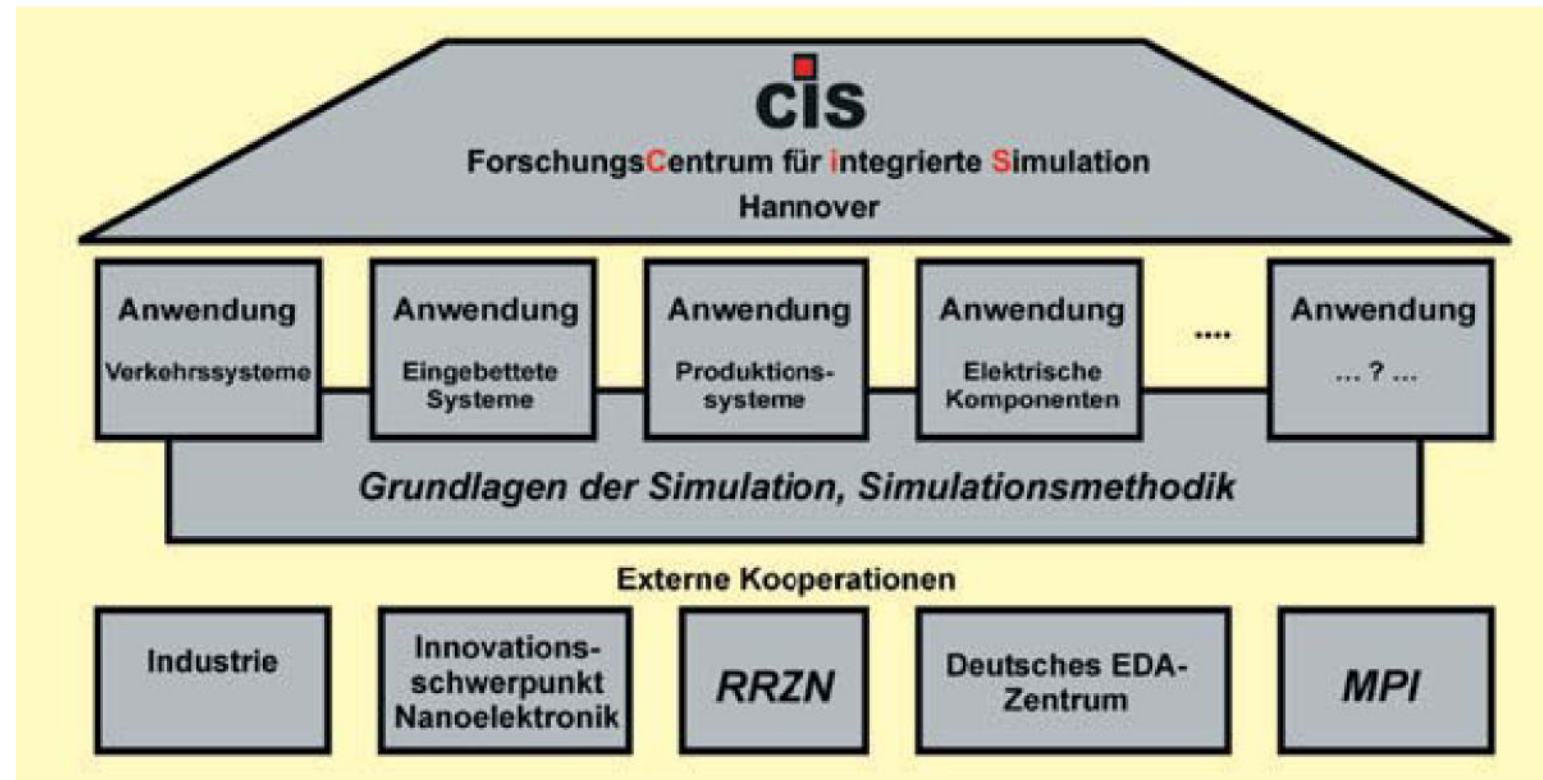 cis
ForschungsCentrum für integrierte Simulation
Hannover
Anwendung
Verkehrssysteme
Anwendung
Eingebettete
Systeme
Anwendung
Produktions-
systeme
Anwendung
Elektrische
Komponenten
....
Anwendung
... ? ...
Grundlagen der Simulation, Simulationsmethodik
Externe Kooperationen
Industrie
Innovations-
schwerpunkt
Nanoelektronik
RRZN
Deutsches EDA-
Zentrum
MPI